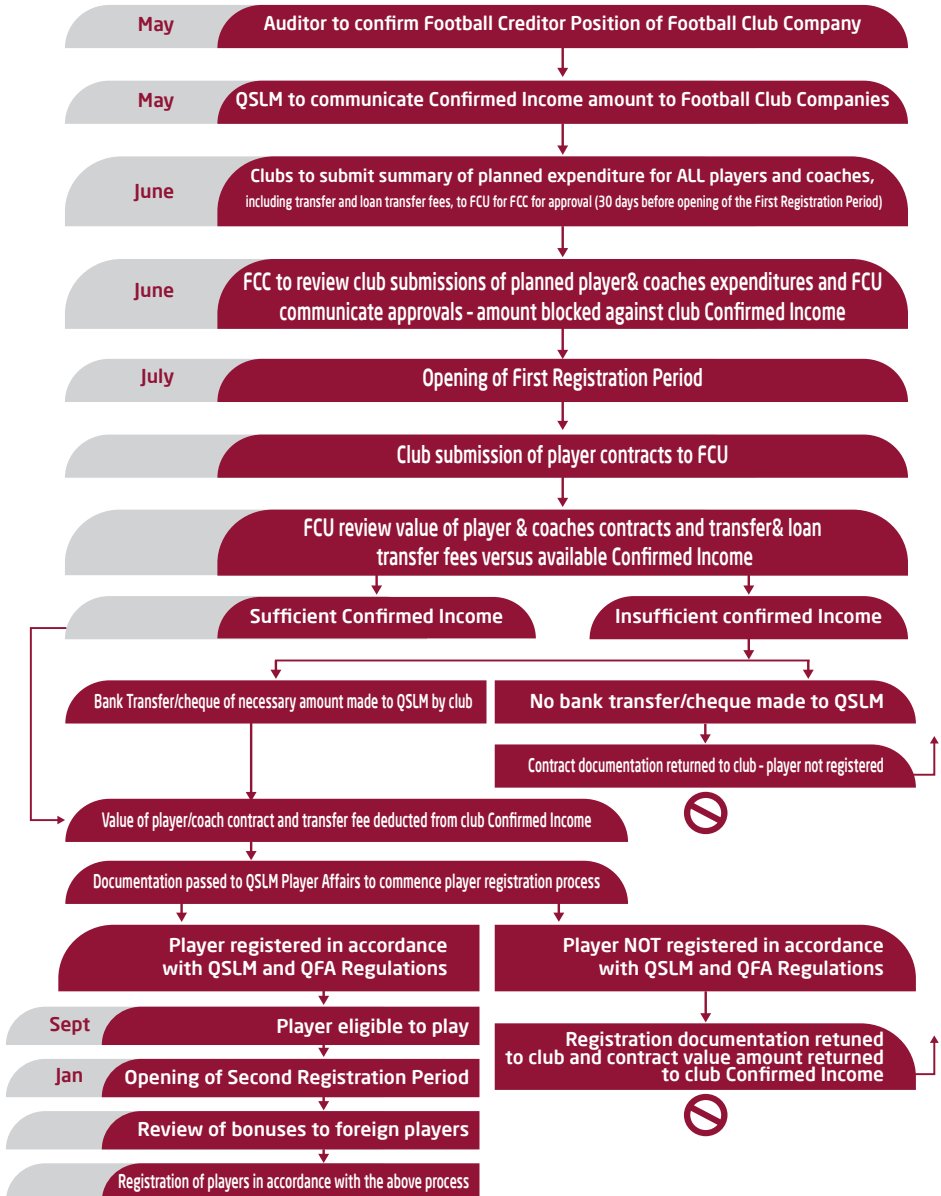 May
Auditor to confirm Football Creditor Position of Football Club Company
May
QSLM to communicate Confirmed Income amount to Football Club Companies
June
Clubs to submit summary of planned expenditure for ALL players and coaches,
including transfer and loan transfer fees, to FCU for FCC for approval (30 days before opening of the First Registration Period)
June
FCC to review club submissions of planned player& coaches expenditures and FCU
communicate approvals - amount blocked against club Confirmed Income
July
Opening of First Registration Period
Club submission of player contracts to FCU
FCU review value of player & coaches contracts and transfer& loan
transfer fees versus available Confirmed Income
Sufficient Confirmed Income
Insufficient confirmed Income
Bank Transfer/cheque of necessary amount made to QSLM by club
No bank transfer/cheque made to QSLM
Contract documentation returned to club - player not registered
Value of player/coach contract and transfer fee deducted from club Confirmed Income
Documentation passed to QSLM Player Affairs to commence player registration process
Player registered in accordance
with QSLM and QFA Regulations
Player NOT registered in accordance
with QSLM and QFA Regulations
Sept
Player eligible to play
Registration documentation retuned
to club and contract value amount returned
to club Confirmed Income
Jan
Opening of Second Registration Period
Review of bonuses to foreign players
Registration of players in accordance with the above process